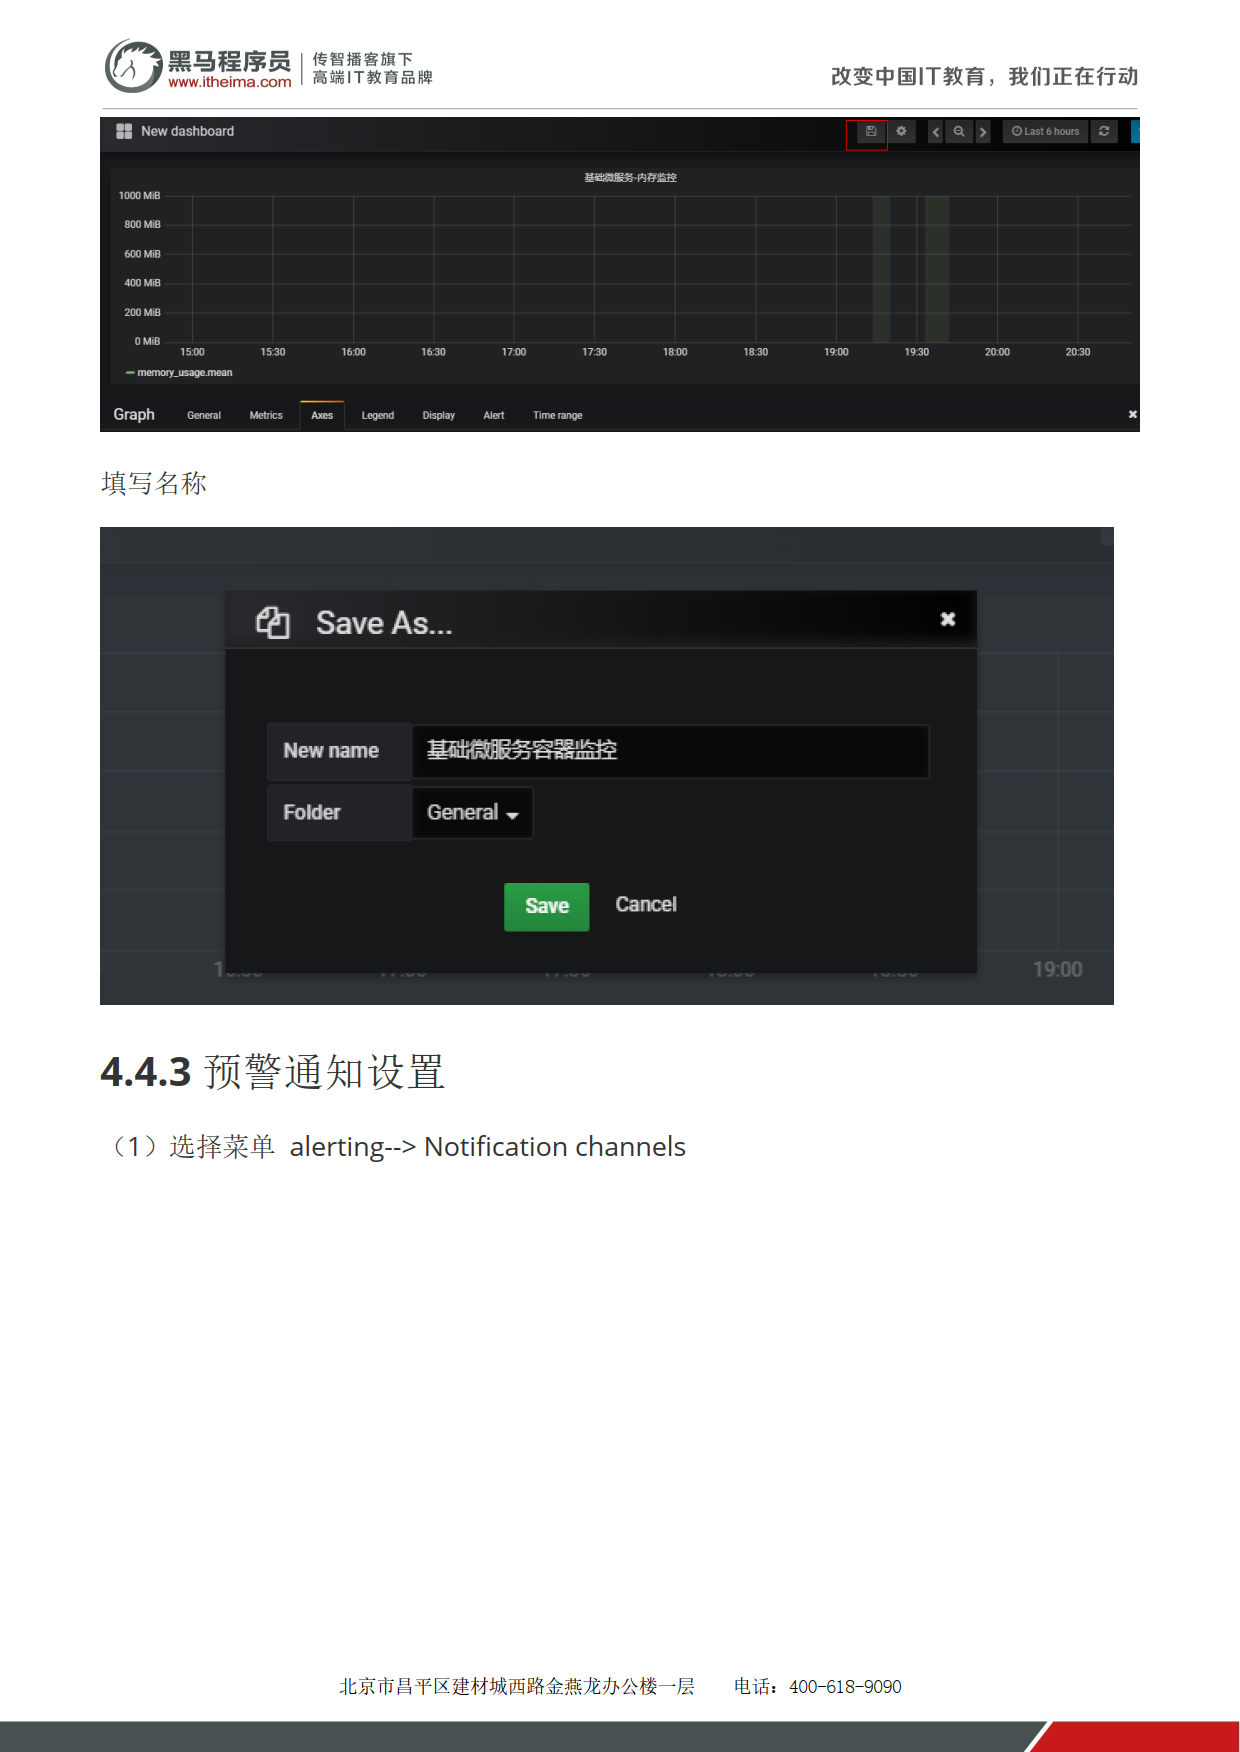 黑马程序员
www.itheima.com
传智播客旗下
高端IT教育品牌
改变中国IT教育，我们正在行动
New dashboard
Last 6 hours
基础微服务-内存监控
1000 MiB
800 MiB
600 MiB
400 MiB
200 MiB
0 MiB
15:00 15:30 16:00 16:30 17:00 17:30 18:00 18:30 19:00 19:30 20:00 20:30
memory_usage.mean
Graph General Metrics Axes Legend Display Alert Time range
填写名称
Save As...
New name 基础微服务容器监控
Folder General
Save Cancel
19:00
4.4.3 预警通知设置
（1）选择菜单 alerting--> Notification channels
北京市昌平区建材城西路金燕龙办公楼一层 电话：400-618-9090